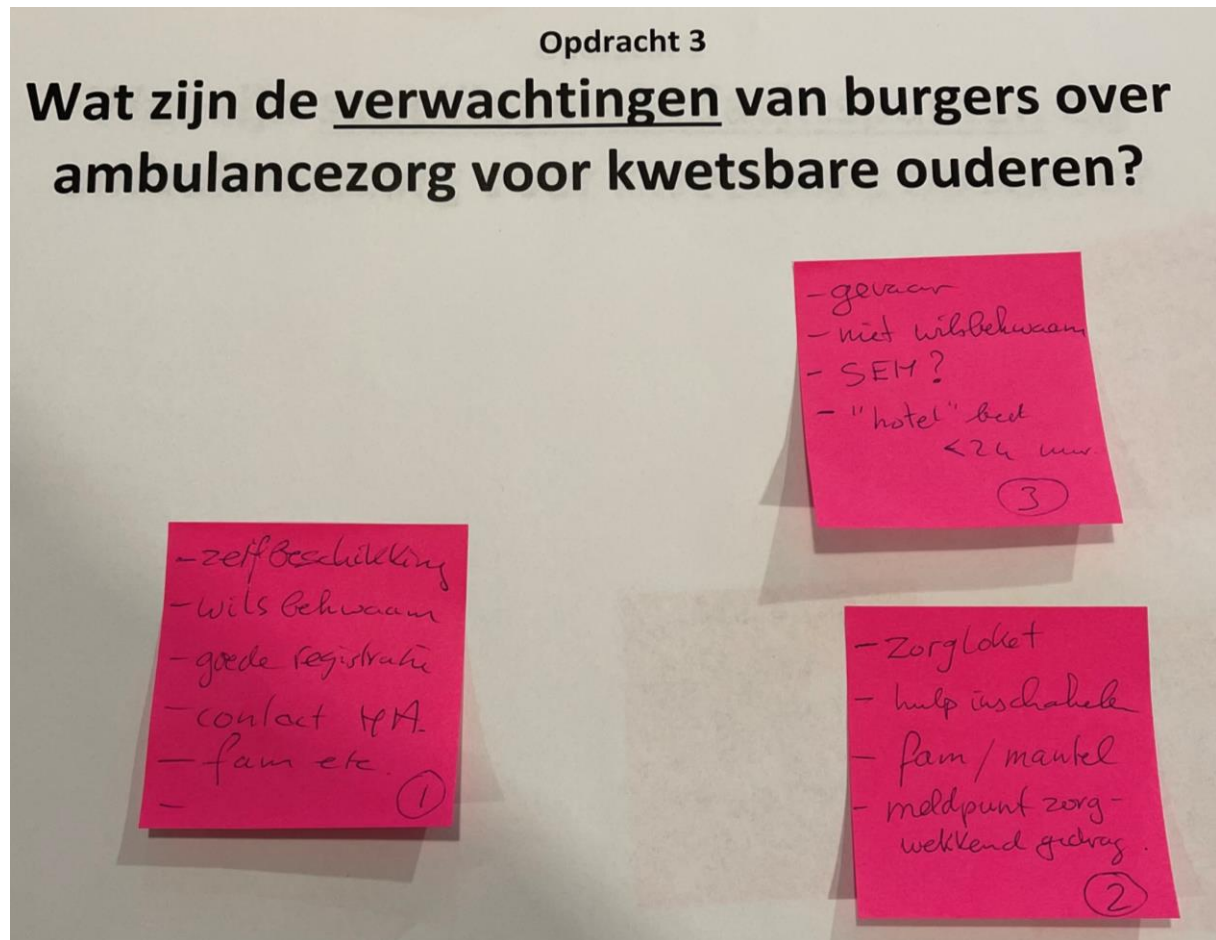 Opdracht 3
Wat zijn de verwachtingen van burgers over
ambulancezorg voor kwetsbare ouderen?
- gevaar
- niet wilsbekwaam
- SEH?
- "hotel" bed
<24 uur.
3
- zelfbeschikking
- wilsbekwaam
- goede registratie
- contact HA.
- fam etc.
-
1
- zorgloket
- hulp inschakelen
- fam / mantel
- meldpunt zorg-
wekkend gedrag.
2